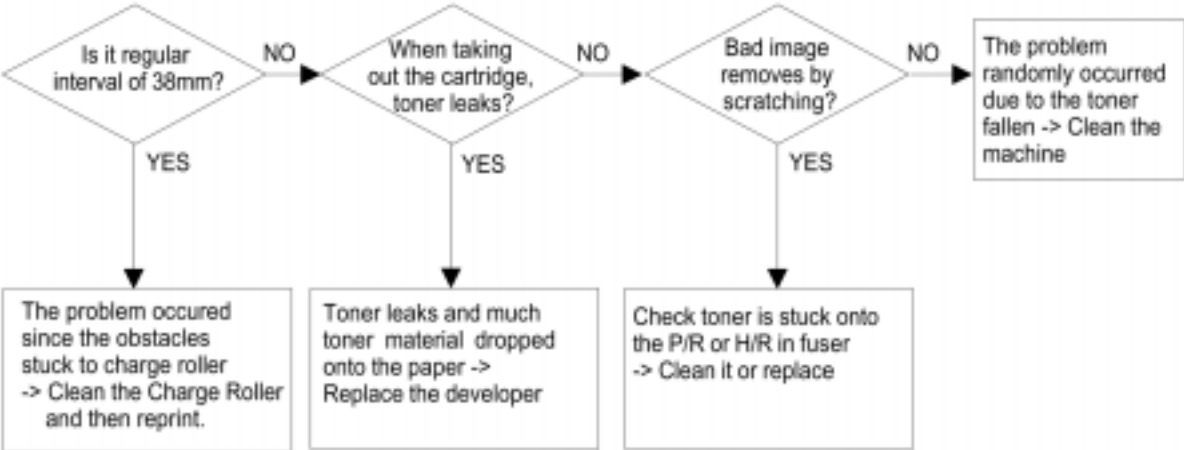 Is it regular
interval of 38mm?
NO
When taking
out the cartridge,
toner leaks?
NO
Bad image
removes by
scratching?
NO
The problem
randomly occurred
due to the toner
fallen -> Clean the
machine
YES
YES
YES
The problem occured
since the obstacles
stuck to charge roller
-> Clean the Charge Roller
and then reprint.
Toner leaks and much
toner material dropped
onto the paper ->
Replace the developer
Check toner is stuck onto
the P/R or H/R in fuser
-> Clean it or replace